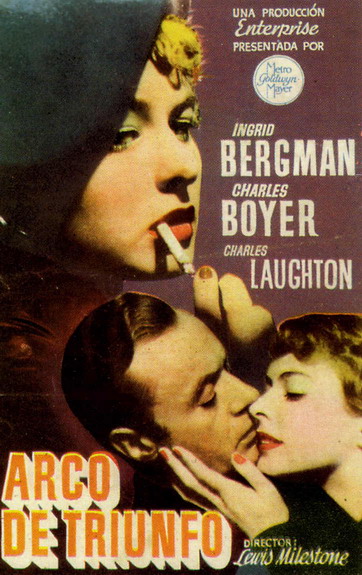 UNA PRODUCCIÓN
Enterprise
PRESENTADA POR
Metro
Goldwyn
Mayer
INGRID
BERGMAN
CHARLES
BOYER
CHARLES
LAUGHTON
ARCO
DE TRIUNFO
DIRECTOR:
Lewis Milestone